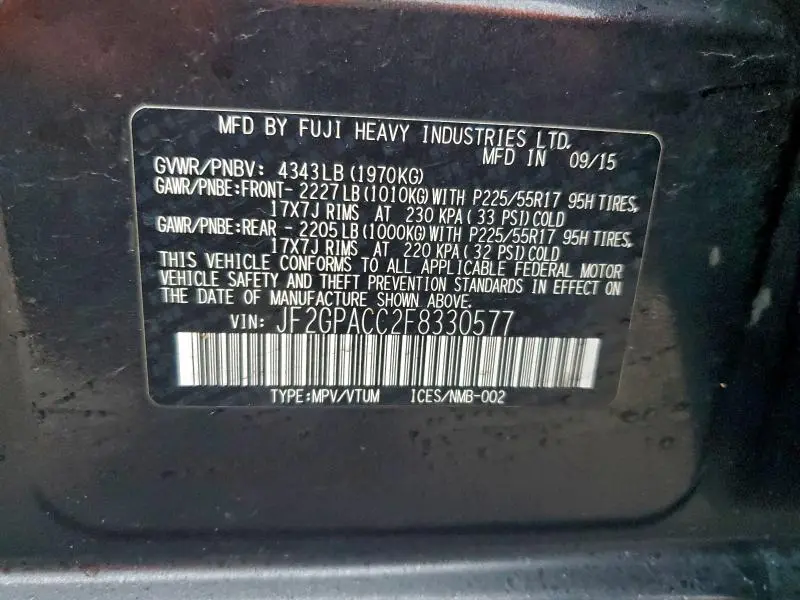 MFD BY FUJI HEAVY INDUSTRIES LTD.
MFD IN 09/15
GVWR/PNBV: 4343LB(1970KG)
GAWR/PNBE:FRONT- 2227LB(1010KG)WITH P225/55R17 95H TIRES,
17X7J RIMS AT 230 KPA(33 PSI)COLD
GAWR/PNBE:REAR - 2205LB(1000KG)WITH P225/55R17 95H TIRES,
17X7J RIMS AT 220 KPA(32 PSI)COLD
THIS VEHICLE CONFORMS TO ALL APPLICABLE FEDERAL MOTOR
VEHICLE SAFETY AND THEFT PREVENTION STANDARDS IN EFFECT ON
THE DATE OF MANUFACTURE SHOWN ABOVE.
VIN: JF2GPACC2F8330577
TYPE:MPV/VTUM ICES/NMB-002